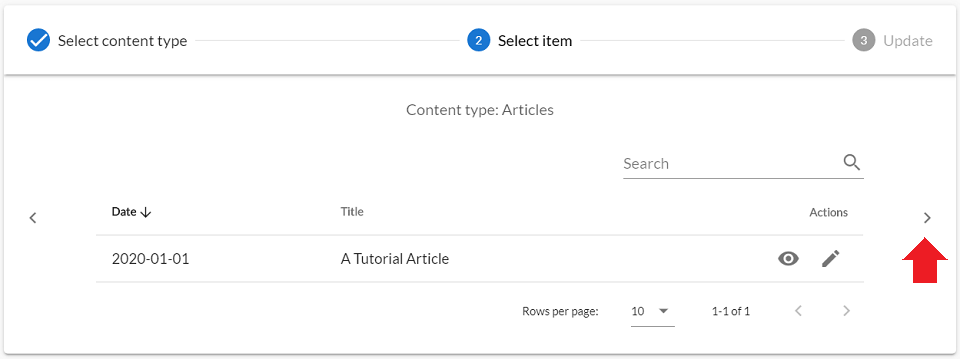 Select content type 2 Select item 3 Update
Content type: Articles
Search
Date Title Actions
2020-01-01 A Tutorial Article
Rows per page: 10 1-1 of 1